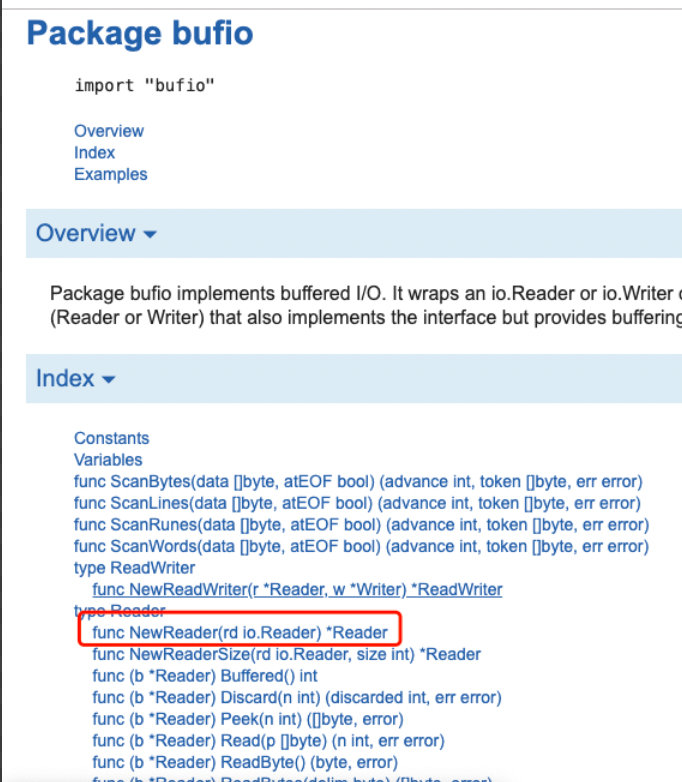 Package bufio
import "bufio"
Overview
Index
Examples
Overview
Package bufio implements buffered I/O. It wraps an io.Reader or io.Writer
(Reader or Writer) that also implements the interface but provides buffering
Index
Constants
Variables
func ScanBytes(data []byte, atEOF bool) (advance int, token []byte, err error)
func ScanLines(data []byte, atEOF bool) (advance int, token []byte, err error)
func ScanRunes(data []byte, atEOF bool) (advance int, token []byte, err error)
func ScanWords(data []byte, atEOF bool) (advance int, token []byte, err error)
type ReadWriter
func NewReadWriter(r *Reader, w *Writer) *ReadWriter
type Reader
func NewReader(rd io.Reader) *Reader
func NewReaderSize(rd io.Reader, size int) *Reader
func (b *Reader) Buffered() int
func (b *Reader) Discard(n int) (discarded int, err error)
func (b *Reader) Peek(n int) ([]byte, error)
func (b *Reader) Read(p []byte) (n int, err error)
func (b *Reader) ReadByte() (byte, error)
func (b *Reader) ReadBytes(delim byte) ([]byte, error)